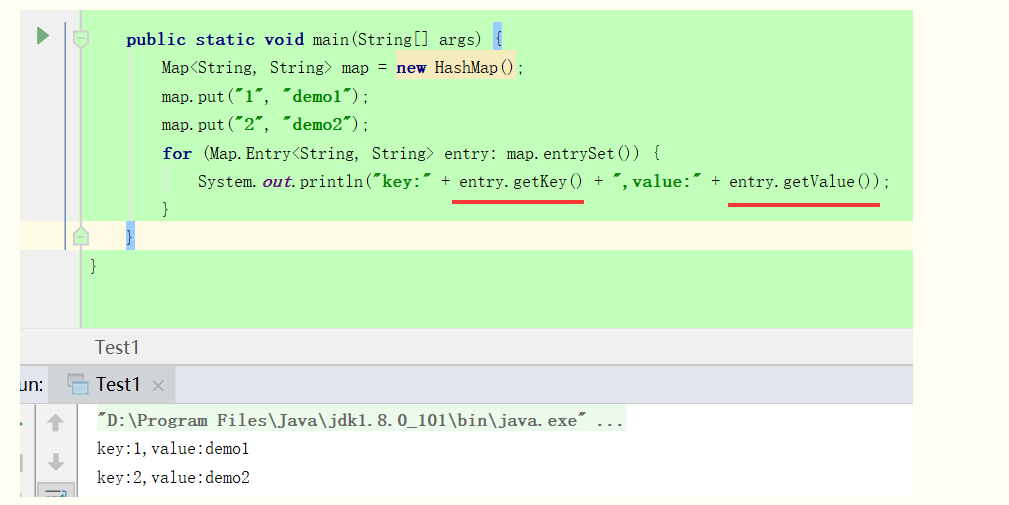 public static void main(String[] args) {
Map<String, String> map = new HashMap();
map.put("1", "demo1");
map.put("2", "demo2");
for (Map.Entry<String, String> entry: map.entrySet()) {
System.out.println("key:" + entry.getKey() + ",value:" + entry.getValue());
}
}
}
Test1
un: Test1
"D:\Program Files\Java\jdk1.8.0_101\bin\java.exe" ...
key:1,value:demo1
key:2,value:demo2